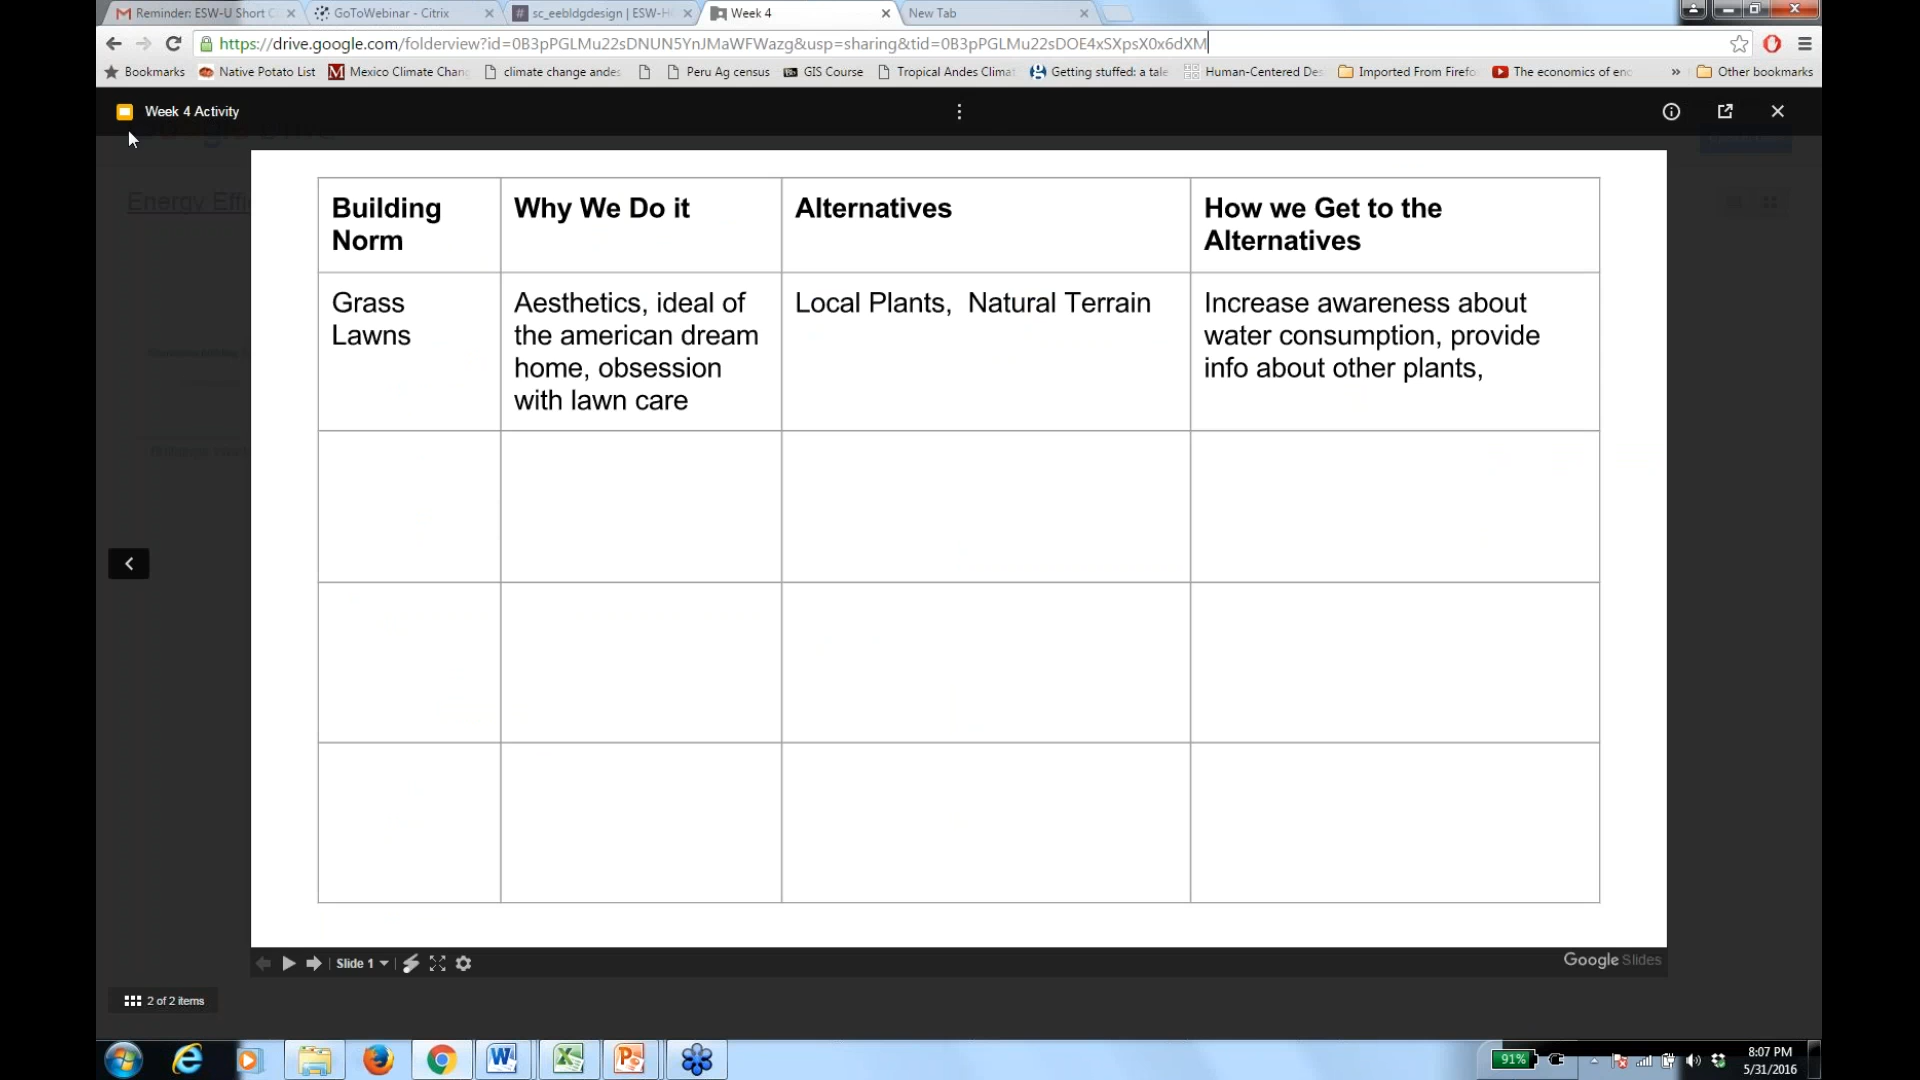 Reminder: ESW-U Short C
GoToWebinar - Citrix
sc_eebldgdesign | ESW-H
Week 4
New Tab
https://drive.google.com/folderview?id=0B3pPGLMu22sDNUN5YnJMaWFWazg&usp=sharing&tid=0B3pPGLMu22sDOE4xSXpsX0x6dXM
Bookmarks
Native Potato List
Mexico Climate Chan
climate change andes
Peru Ag census
GIS Course
Tropical Andes Clima
Getting stuffed: a tale
Human-Centered De
Imported From Firefo
The economics of en
»
Other bookmarks
Week 4 Activity
Energy Effi
Building
Norm
Why We Do it
Alternatives
How we Get to the
Alternatives
Grass
Lawns
Aesthetics, ideal of
the american dream
home, obsession
with lawn care
Local Plants,  Natural Terrain
Increase awareness about
water consumption, provide
info about other plants,
Slide 1
Google Slides
2 of 2 items
91%
8:07 PM
5/31/2016